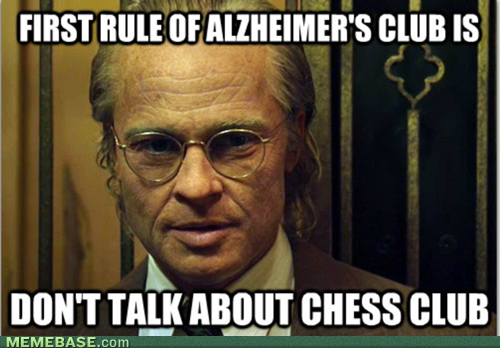 FIRST RULE OF ALZHEIMER'S CLUB IS
DON'T TALK ABOUT CHESS CLUB
MEMEBASE.com